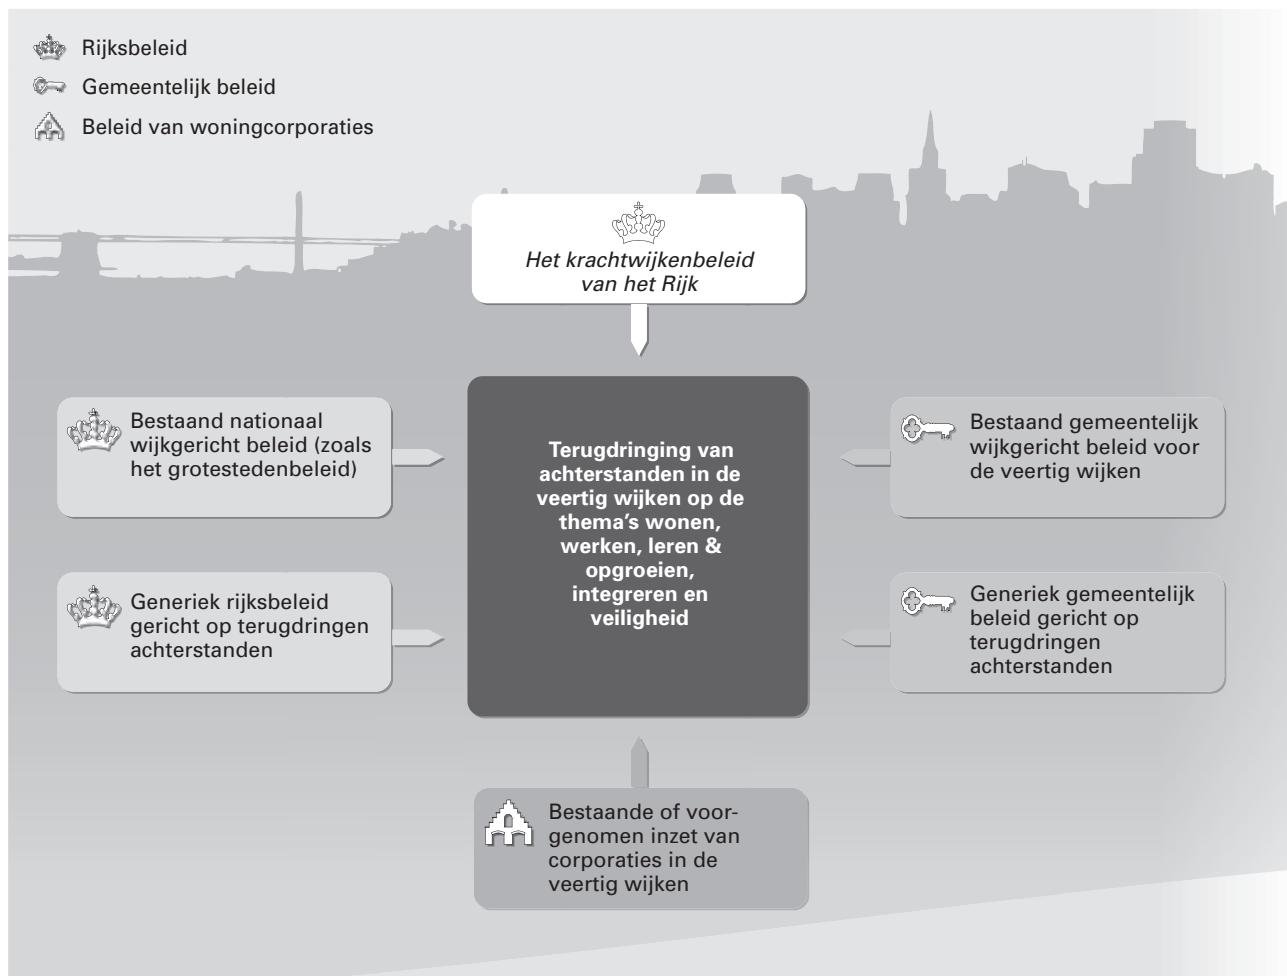 Rijksbeleid
Gemeentelijk beleid
Beleid van woningcorporaties
Het krachtwijkenbeleid
van het Rijk
Bestaand nationaal
wijkgericht beleid (zoals
het grotestedenbeleid)
Generiek rijksbeleid
gericht op terugdringen
achterstanden
Terugdringing van
achterstanden in de
veertig wijken op de
thema's wonen,
werken, leren &
opgroeien,
integreren en
veiligheid
Bestaand gemeentelijk
wijkgericht beleid voor
de veertig wijken
Generiek gemeentelijk
beleid gericht op
terugdringen
achterstanden
Bestaande of voor-
genomen inzet van
corporaties in de
veertig wijken